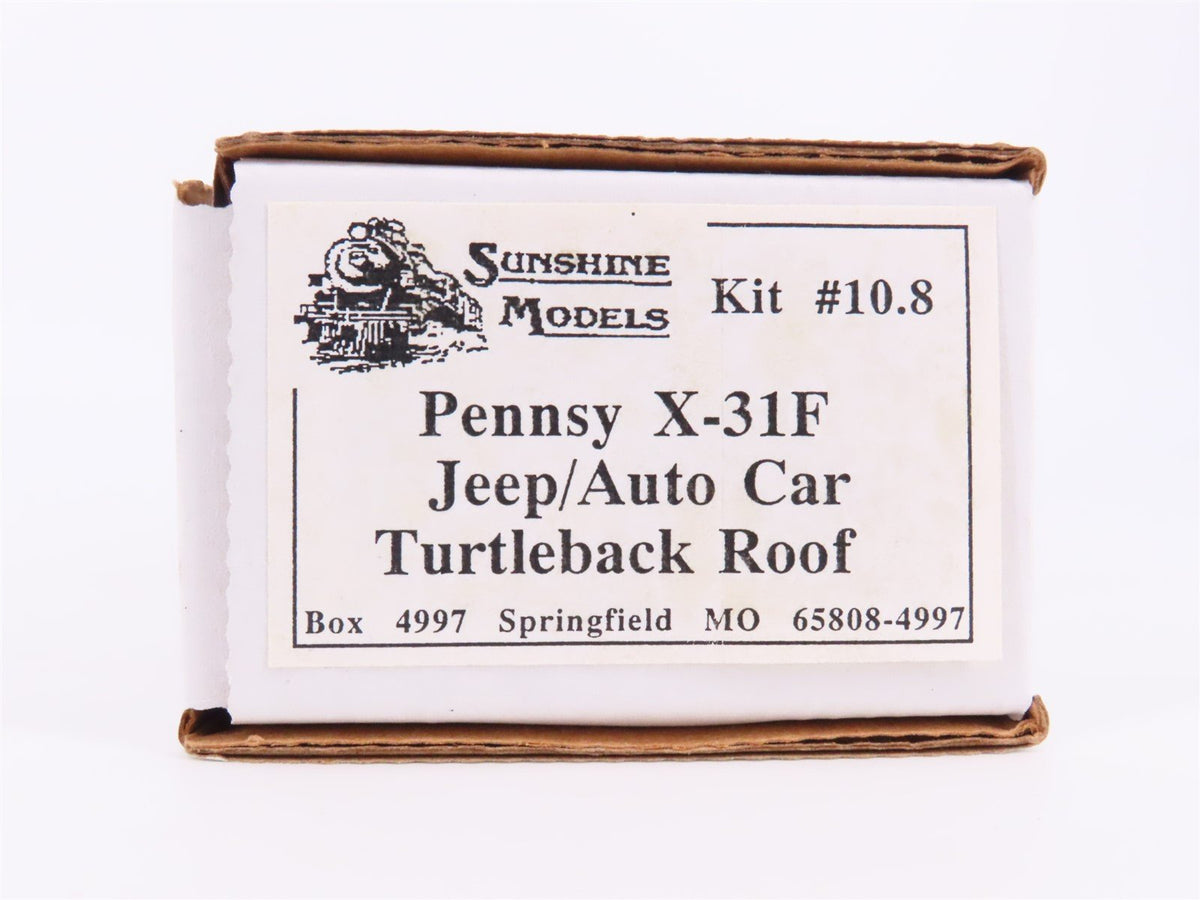 Sunshine
Models
Kit #10.8
Pennsy X-31F
Jeep/Auto Car
Turtleback Roof
Box 4997 Springfield MO 65808-4997